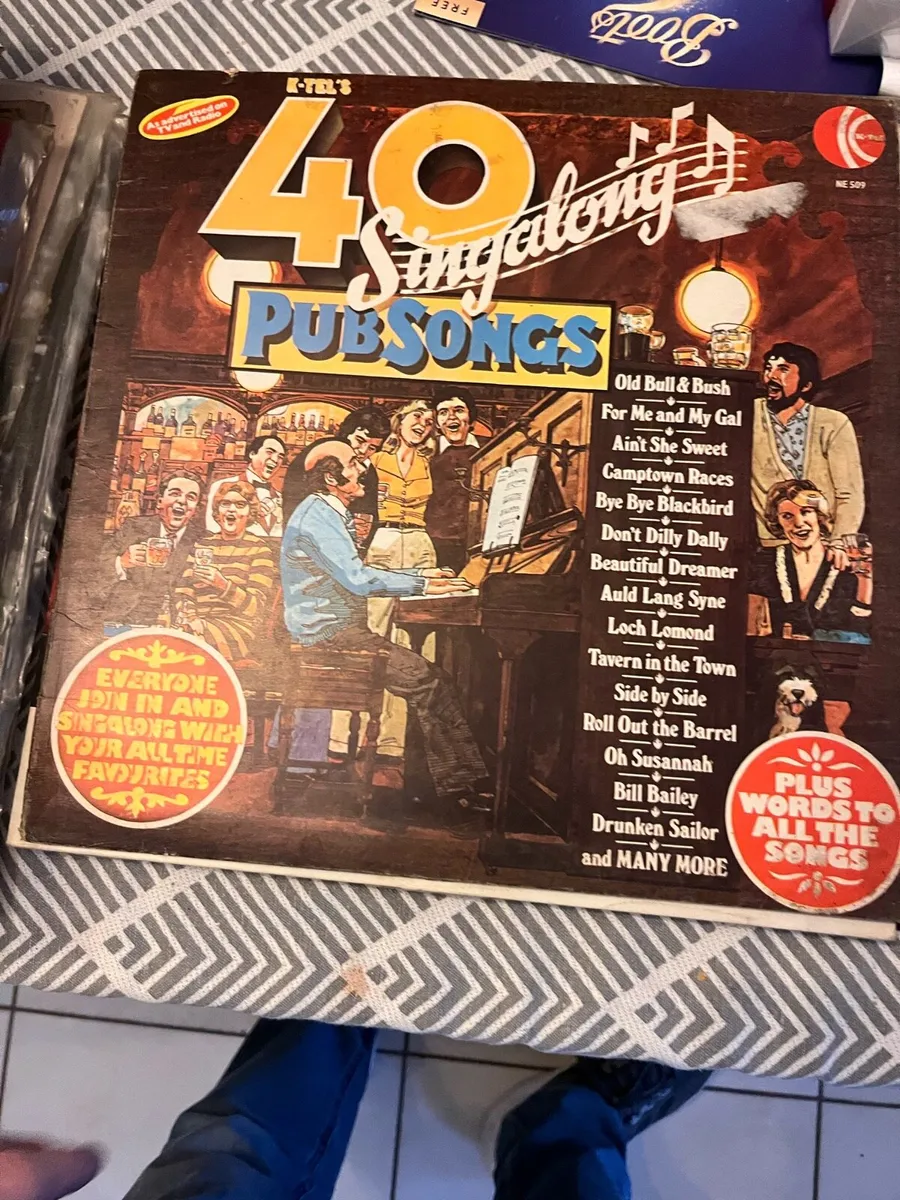 FREE
Boots
K-TEL'S
As advertised on
TV and Radio
40
Singalong
PUB SONGS
K-tel
NE 509
Old Bull & Bush
For Me and My Gal
Ain't She Sweet
Camptown Races
Bye Bye Blackbird
Don't Dilly Dally
Beautiful Dreamer
Auld Lang Syne
Loch Lomond
Tavern in the Town
Side by Side
Roll Out the Barrel
Oh Susannah
Bill Bailey
Drunken Sailor
and MANY MORE
EVERYONE
JOIN IN AND
SINGALONG WITH
YOUR ALL TIME
FAVOURITES
PLUS
WORDS TO
ALL THE
SONGS